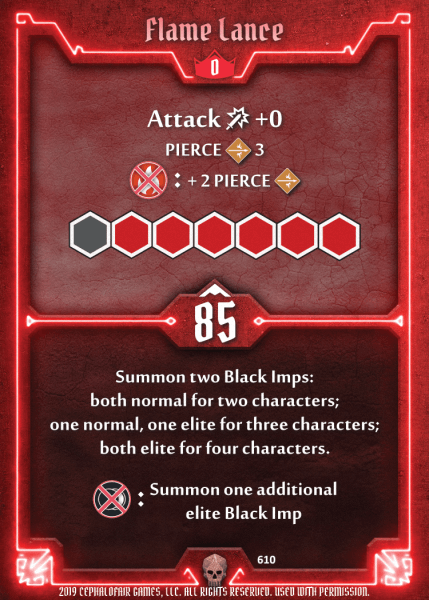 Flame Lance
0
Attack +0
PIERCE 3
: + 2 PIERCE
85
Summon two Black Imps:
both normal for two characters;
one normal, one elite for three characters;
both elite for four characters.
: Summon one additional
elite Black Imp
610
2019 CEPHALOFAIR GAMES, LLC. ALL RIGHTS RESERVED. USED WITH PERMISSION.